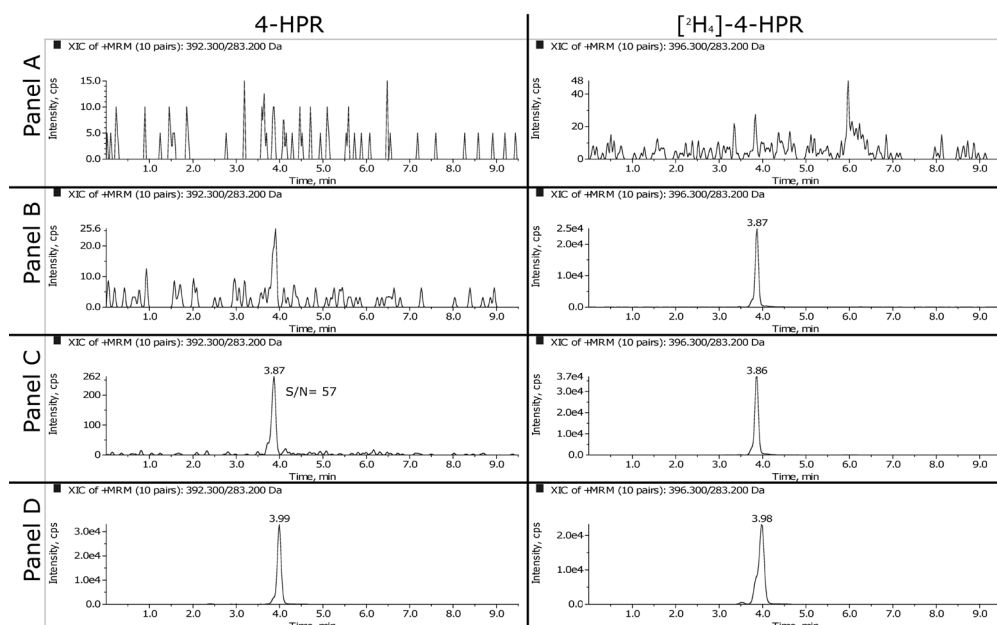 4-HPR
[²H₄]-4-HPR
Panel A
XIC of +MRM (10 pairs): 392.300/283.200 Da
Intensity, cps
15.0
10.0
5.0
0.0
1.0 2.0 3.0 4.0 5.0 6.0 7.0 8.0 9.0
Time, min
XIC of +MRM (10 pairs): 396.300/283.200 Da
Intensity, cps
48
40
20
0
1.0 2.0 3.0 4.0 5.0 6.0 7.0 8.0 9.0
Time, min
Panel B
XIC of +MRM (10 pairs): 392.300/283.200 Da
Intensity, cps
25.6
20.0
10.0
0.0
1.0 2.0 3.0 4.0 5.0 6.0 7.0 8.0 9.0
Time, min
XIC of +MRM (10 pairs): 396.300/283.200 Da
3.87
Intensity, cps
2.5e4
2.0e4
1.0e4
0.0
1.0 2.0 3.0 4.0 5.0 6.0 7.0 8.0 9.0
Time, min
Panel C
XIC of +MRM (10 pairs): 392.300/283.200 Da
3.87
S/N= 57
Intensity, cps
262
200
100
0
1.0 2.0 3.0 4.0 5.0 6.0 7.0 8.0 9.0
Time, min
XIC of +MRM (10 pairs): 396.300/283.200 Da
3.86
Intensity, cps
3.7e4
3.0e4
2.0e4
1.0e4
0.0
1.0 2.0 3.0 4.0 5.0 6.0 7.0 8.0 9.0
Time, min
Panel D
XIC of +MRM (10 pairs): 392.300/283.200 Da
3.99
Intensity, cps
3.0e4
2.0e4
1.0e4
0.0
1.0 2.0 3.0 4.0 5.0 6.0 7.0 8.0 9.0
Time, min
XIC of +MRM (10 pairs): 396.300/283.200 Da
3.98
Intensity, cps
2.0e4
1.0e4
0.0
1.0 2.0 3.0 4.0 5.0 6.0 7.0 8.0 9.0
Time, min